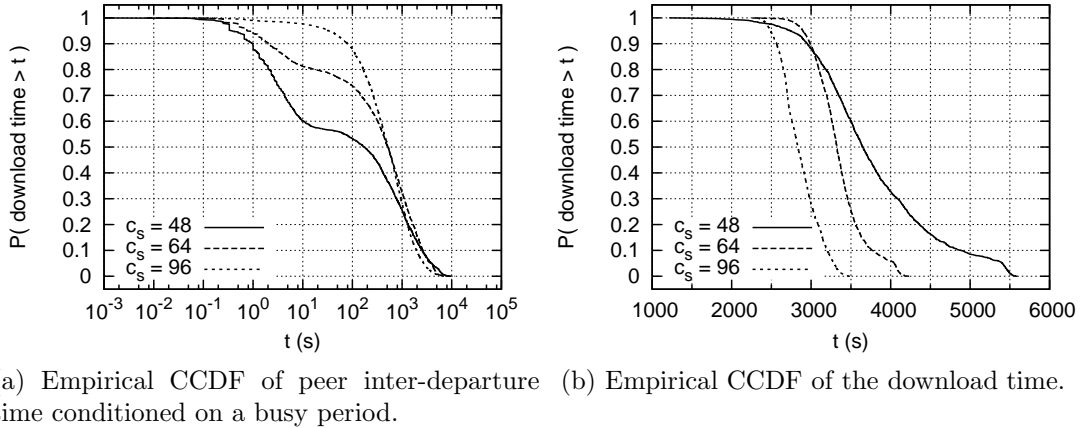 P( download time > t )
1
0.9
0.8
0.7
0.6
0.5
0.4
0.3
0.2
0.1
0
c_s = 48
c_s = 64
c_s = 96
10^-3 10^-2 10^-1 10^0 10^1 10^2 10^3 10^4 10^5
t (s)
P( download time > t )
1
0.9
0.8
0.7
0.6
0.5
0.4
0.3
0.2
0.1
0
c_s = 48
c_s = 64
c_s = 96
1000 2000 3000 4000 5000 6000
t (s)
a) Empirical CCDF of peer inter-departure
ime conditioned on a busy period.
(b) Empirical CCDF of the download time.